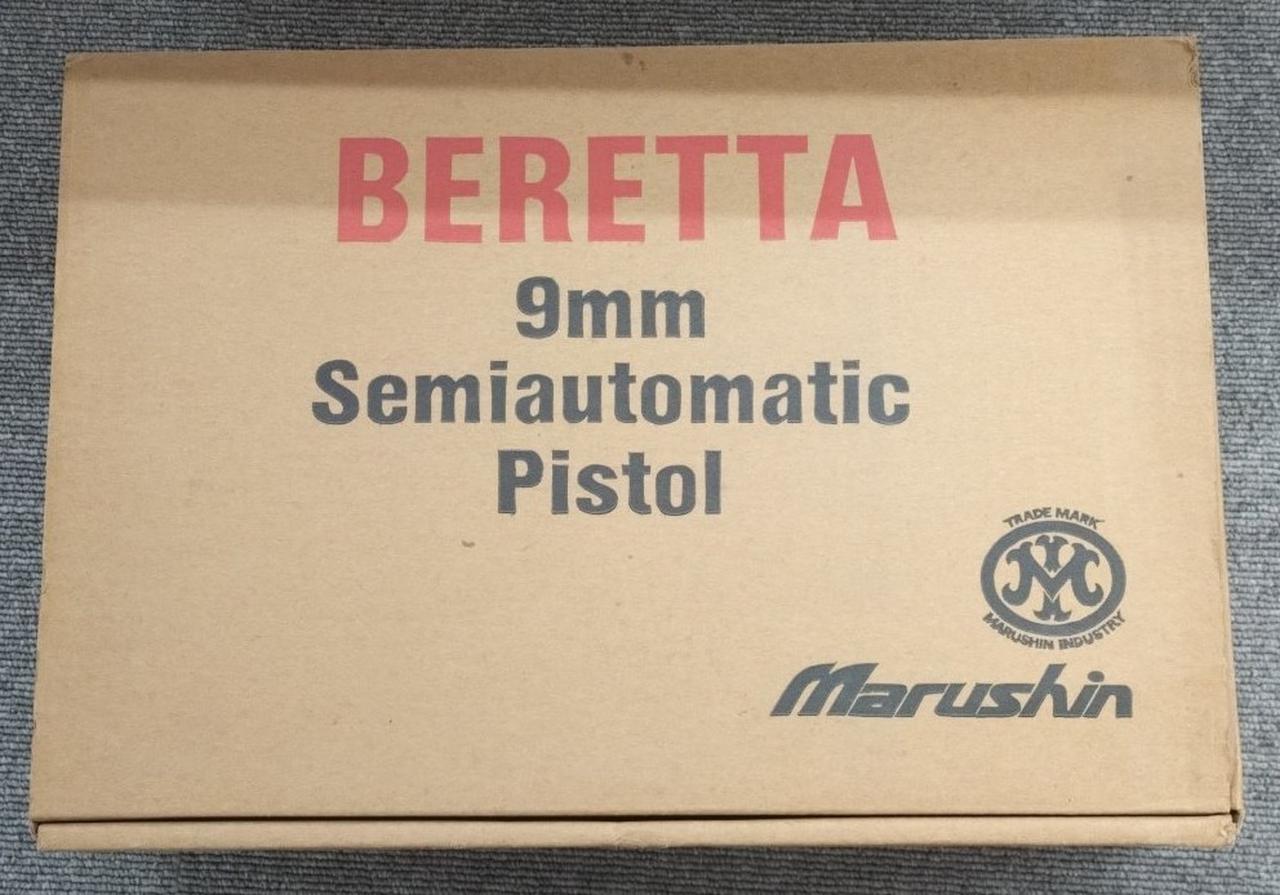 BERETTA
9mm
Semiautomatic
Pistol
TRADE MARK
M
MARUSHIN INDUSTRY
Marushin